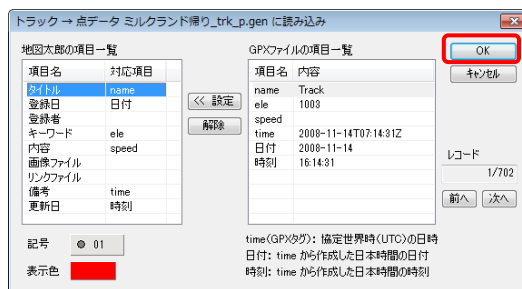 トラック → 点データ ミルクランド帰り_trk_p.gen に読み込み
地図太郎の項目一覧
項目名 対応項目
タイトル name
登録日 日付
登録者
キーワード ele
内容 speed
画像ファイル
リンクファイル
備考 time
更新日 時刻
<< 設定
解除
GPXファイルの項目一覧
項目名 内容
name Track
ele 1003
speed
time 2008-11-14T07:14:31Z
日付 2008-11-14
時刻 16:14:31
OK
キャンセル
レコード
1/702
前へ 次へ
記号 01
表示色
time(GPXタグ): 協定世界時(UTC)の日時
日付: time から作成した日本時間の日付
時刻: time から作成した日本時間の時刻